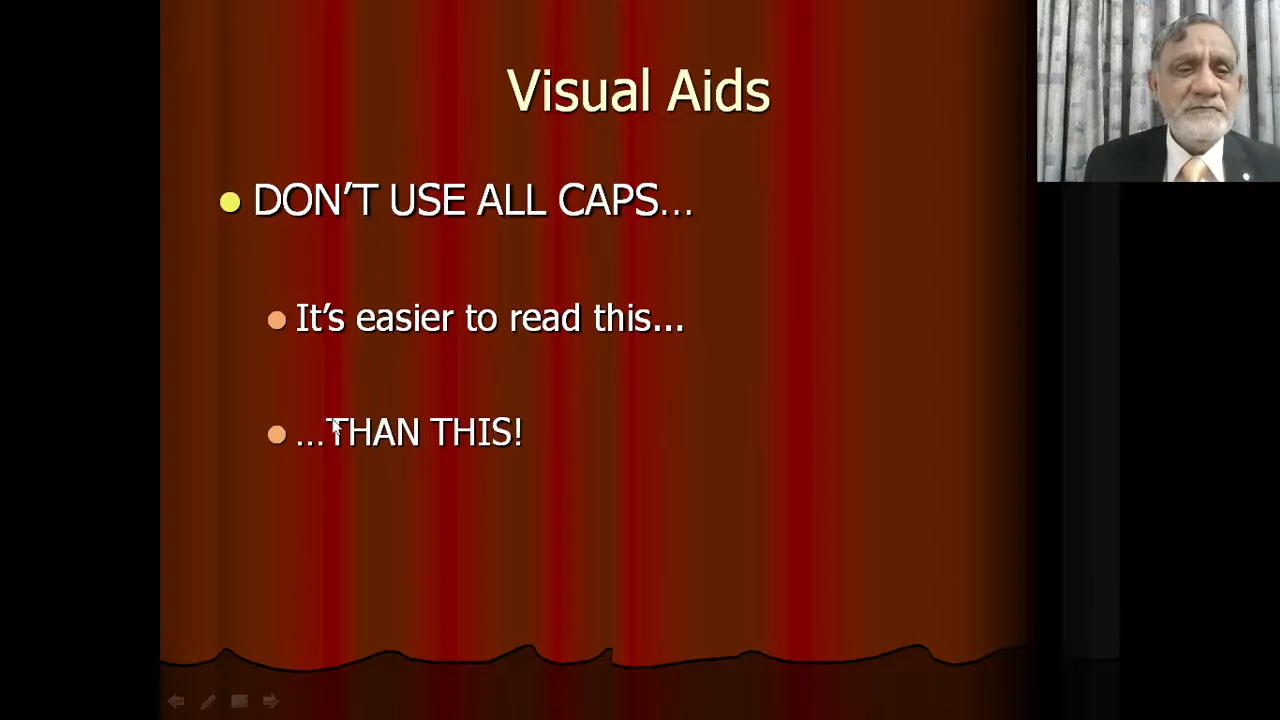 Visual Aids
DON’T USE ALL CAPS…
It’s easier to read this...
…THAN THIS!